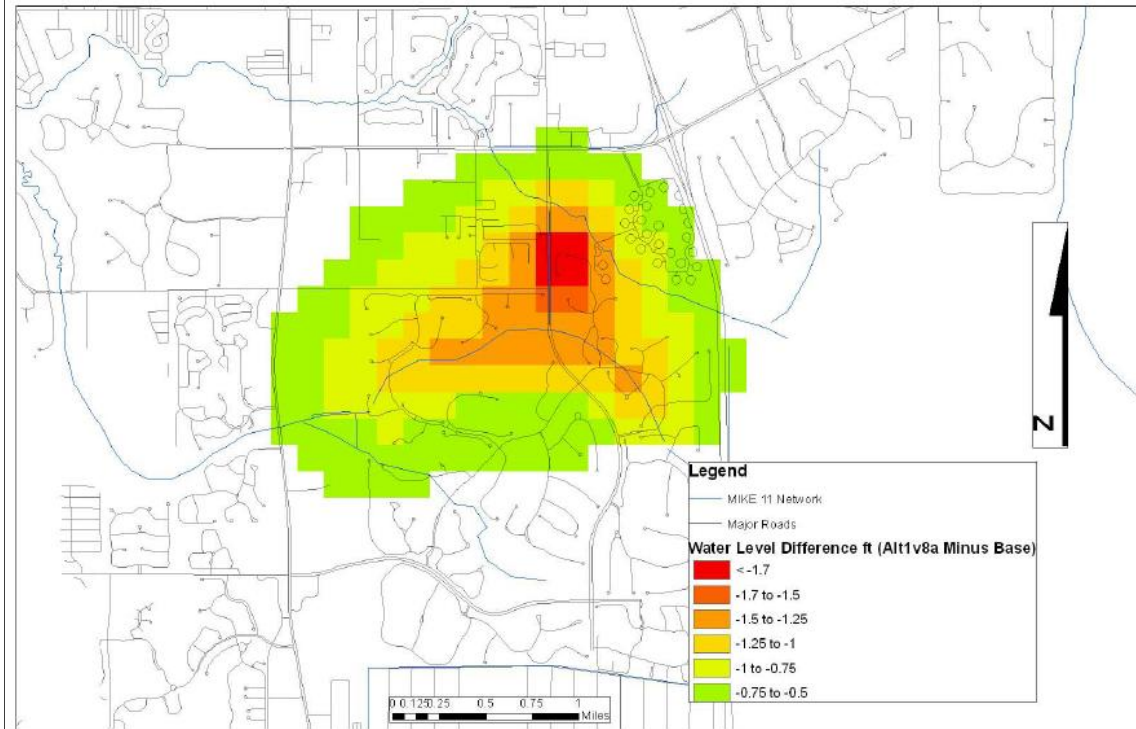 N
Legend
MIKE 11 Network
Major Roads
Water Level Difference ft (Alt1v8a Minus Base)
< -1.7
-1.7 to -1.5
-1.5 to -1.25
-1.25 to -1
-1 to -0.75
-0.75 to -0.5
0 0.125 0.25 0.5 0.75 1
Miles